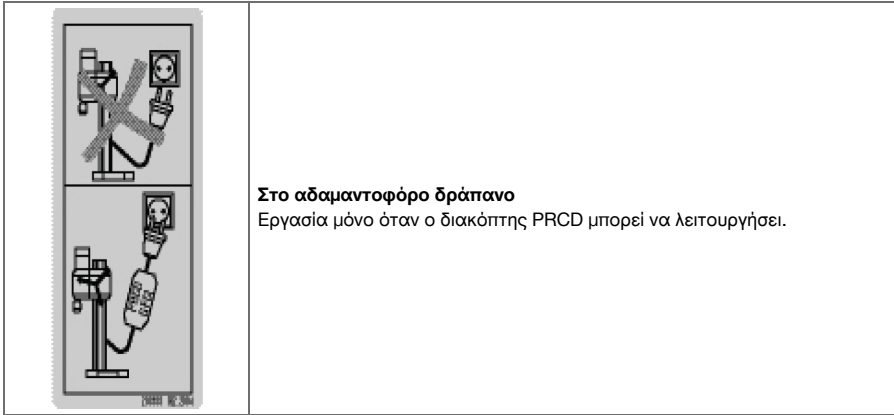 Στο αδαμαντοφόρο δράπανο
Εργασία μόνο όταν ο διακόπτης PRCD μπορεί να λειτουργήσει.